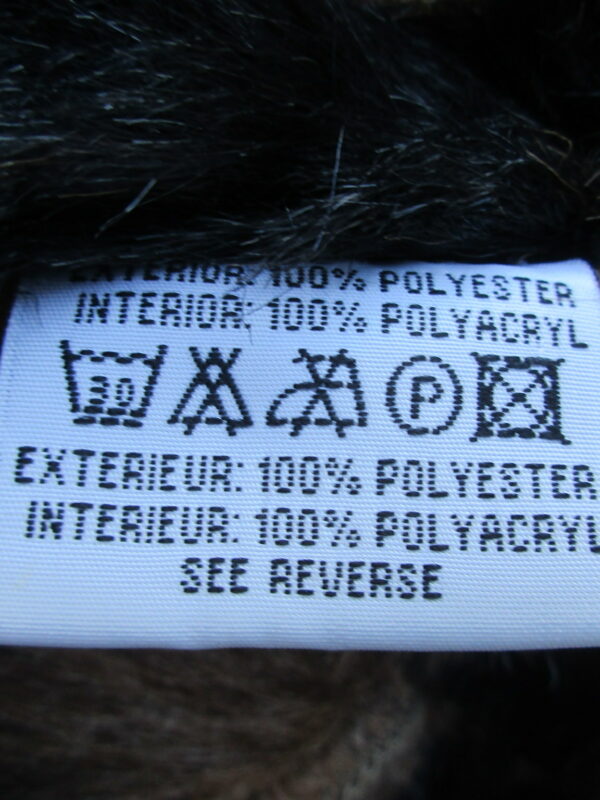 EXTERIOR: 100% POLYESTER
INTERIOR: 100% POLYACRYL
30 P
EXTERIEUR: 100% POLYESTER
INTERIEUR: 100% POLYACRYL
SEE REVERSE